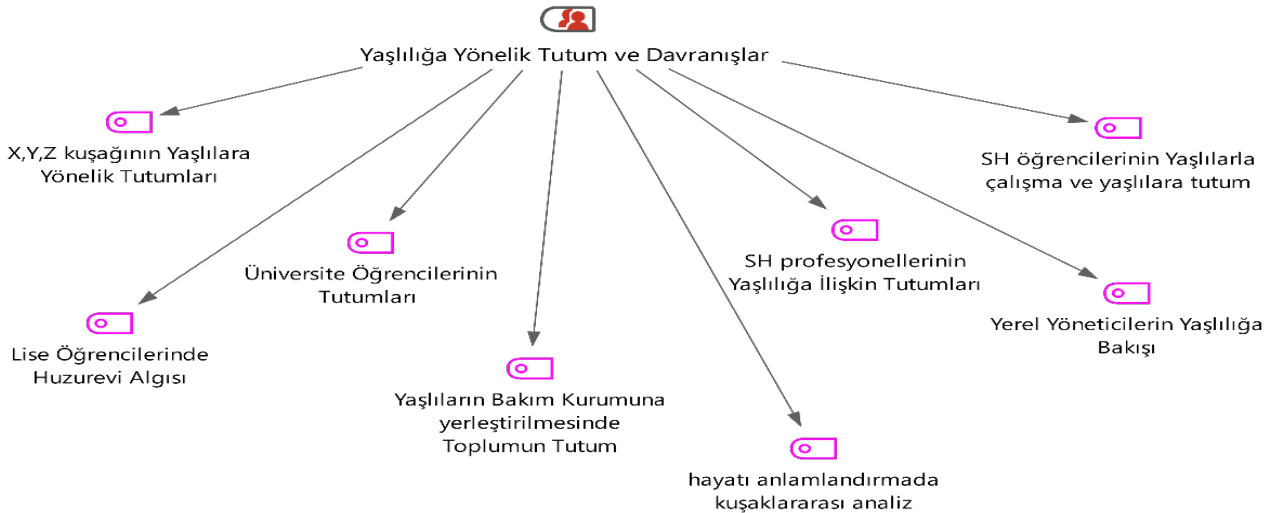 Yaşlılığa Yönelik Tutum ve Davranışlar
X,Y,Z kuşağının Yaşlılara
Yönelik Tutumları
SH öğrencilerinin Yaşlılarla
çalışma ve yaşlılara tutum
Üniversite Öğrencilerinin
Tutumları
SH profesyonellerinin
Yaşlılığa İlişkin Tutumları
Lise Öğrencilerinde
Huzurevi Algısı
Yerel Yöneticilerin Yaşlılığa
Bakışı
Yaşlıların Bakım Kurumuna
yerleştirilmesinde
Toplumun Tutum
hayatı anlamlandırmada
kuşaklararası analiz